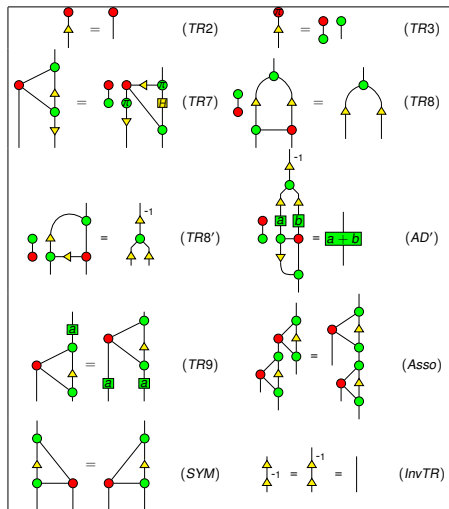 = (TR2)
π = (TR3)
= π π H (TR7)
= (TR8)
= -1 (TR8')
-1
a b = a + b (AD')
a
= (TR9)
a a
= (Asso)
= (SYM)
-1 = -1 = | (InvTR)